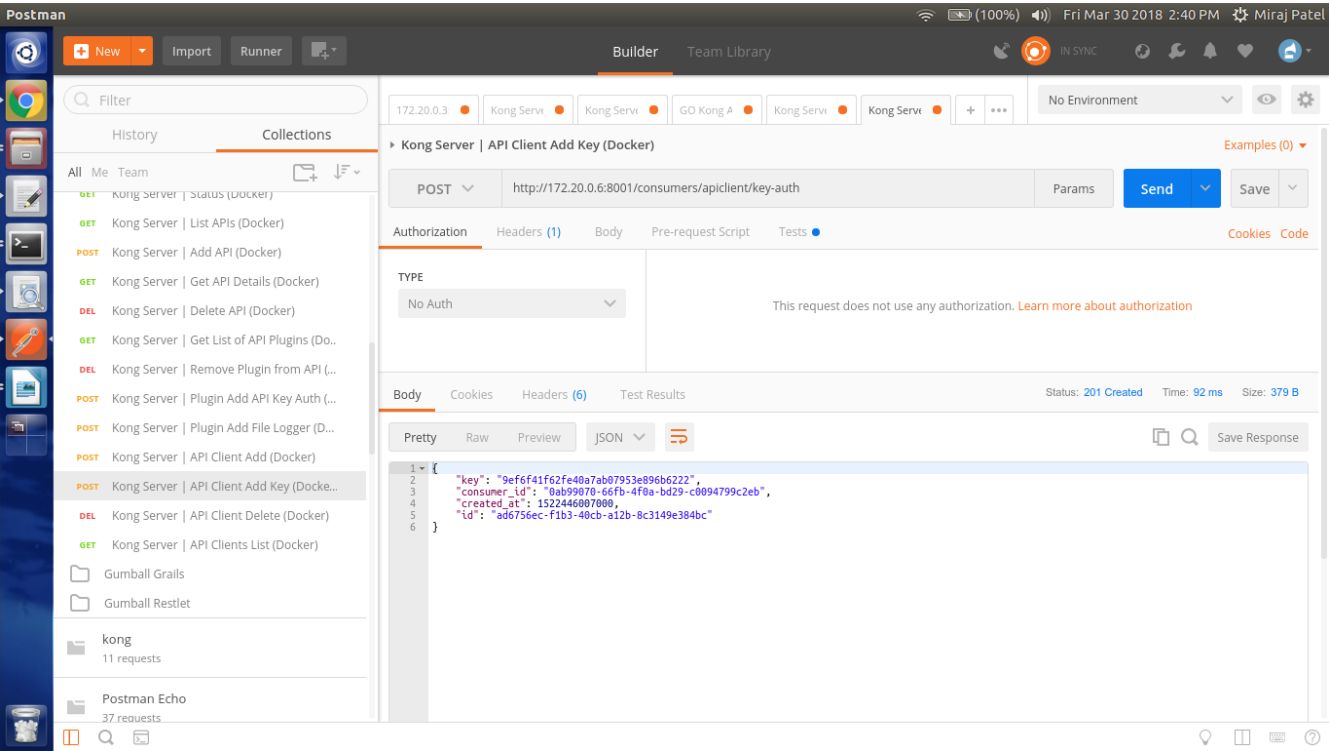 Postman
(100%)
Fri Mar 30 2018 2:40 PM
Miraj Patel
New
Import
Runner
Builder
Team Library
IN SYNC
Filter
History
Collections
All Me Team
GET Kong Server | Status (Docker)
GET Kong Server | List APIs (Docker)
POST Kong Server | Add API (Docker)
GET Kong Server | Get API Details (Docker)
DEL Kong Server | Delete API (Docker)
GET Kong Server | Get List of API Plugins (Do..
DEL Kong Server | Remove Plugin from API (...
POST Kong Server | Plugin Add API Key Auth (...
POST Kong Server | Plugin Add File Logger (D...
POST Kong Server | API Client Add (Docker)
POST Kong Server | API Client Add Key (Docke...
DEL Kong Server | API Client Delete (Docker)
GET Kong Server | API Clients List (Docker)
Gumball Grails
Gumball Restlet
kong
11 requests
Postman Echo
37 requests
172.20.0.3
Kong Serve
Kong Serve
GO Kong A
Kong Serve
Kong Serve
+
•••
No Environment
Kong Server | API Client Add Key (Docker)
Examples (0)
POST
http://172.20.0.6:8001/consumers/apiclient/key-auth
Params
Send
Save
Authorization
Headers (1)
Body
Pre-request Script
Tests
Cookies
Code
TYPE
No Auth
This request does not use any authorization. Learn more about authorization
Body
Cookies
Headers (6)
Test Results
Status: 201 Created
Time: 92 ms
Size: 379 B
Pretty
Raw
Preview
JSON
Save Response
1 {
2 "key": "9ef6f41f62fe40a7ab07953e896b6222",
3 "consumer_id": "0ab99070-66fb-4f0a-bd29-c0094799c2eb",
4 "created_at": 1522446007000,
5 "id": "ad6756ec-f1b3-40cb-a12b-8c3149e384bc"
6 }